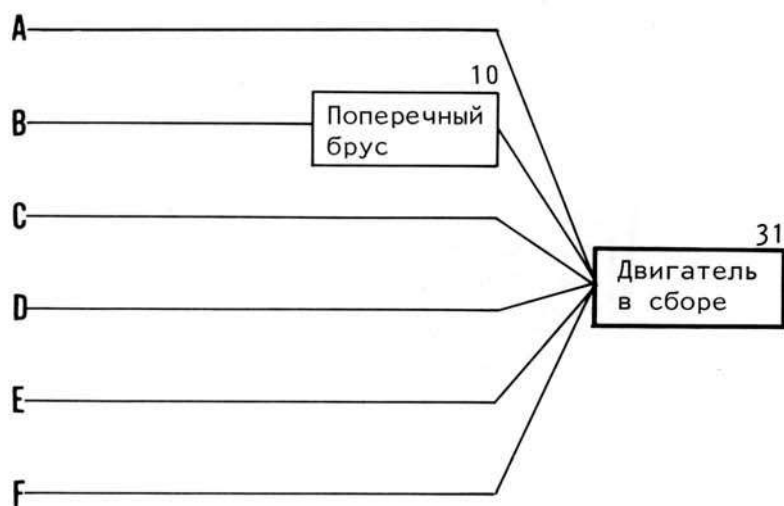 A
10
B
Поперечный
брус
C
31
Двигатель
в сборе
D
E
F